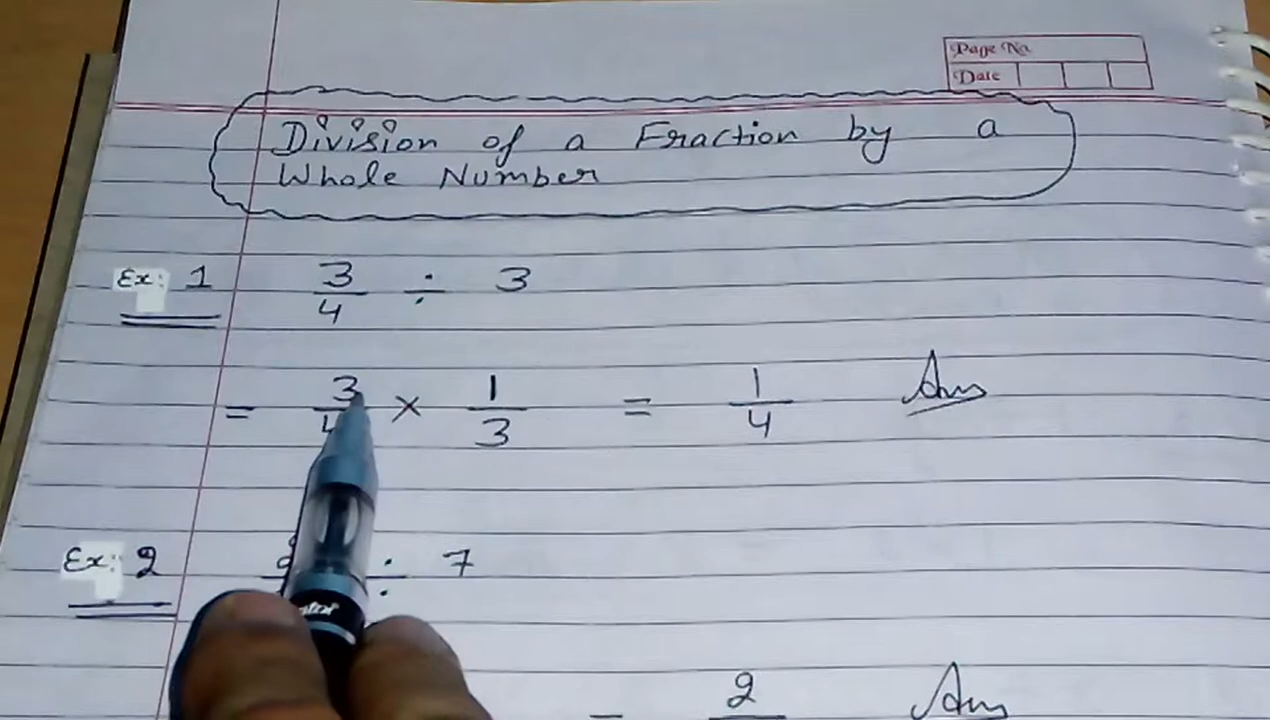 Page No.
Date
Division of a Fraction by a
Whole Number
Ex: 1 3/4 ÷ 3
= 3/4 × 1/3 = 1/4 Ans
Ex: 2 ÷ 7
= 2 Ans